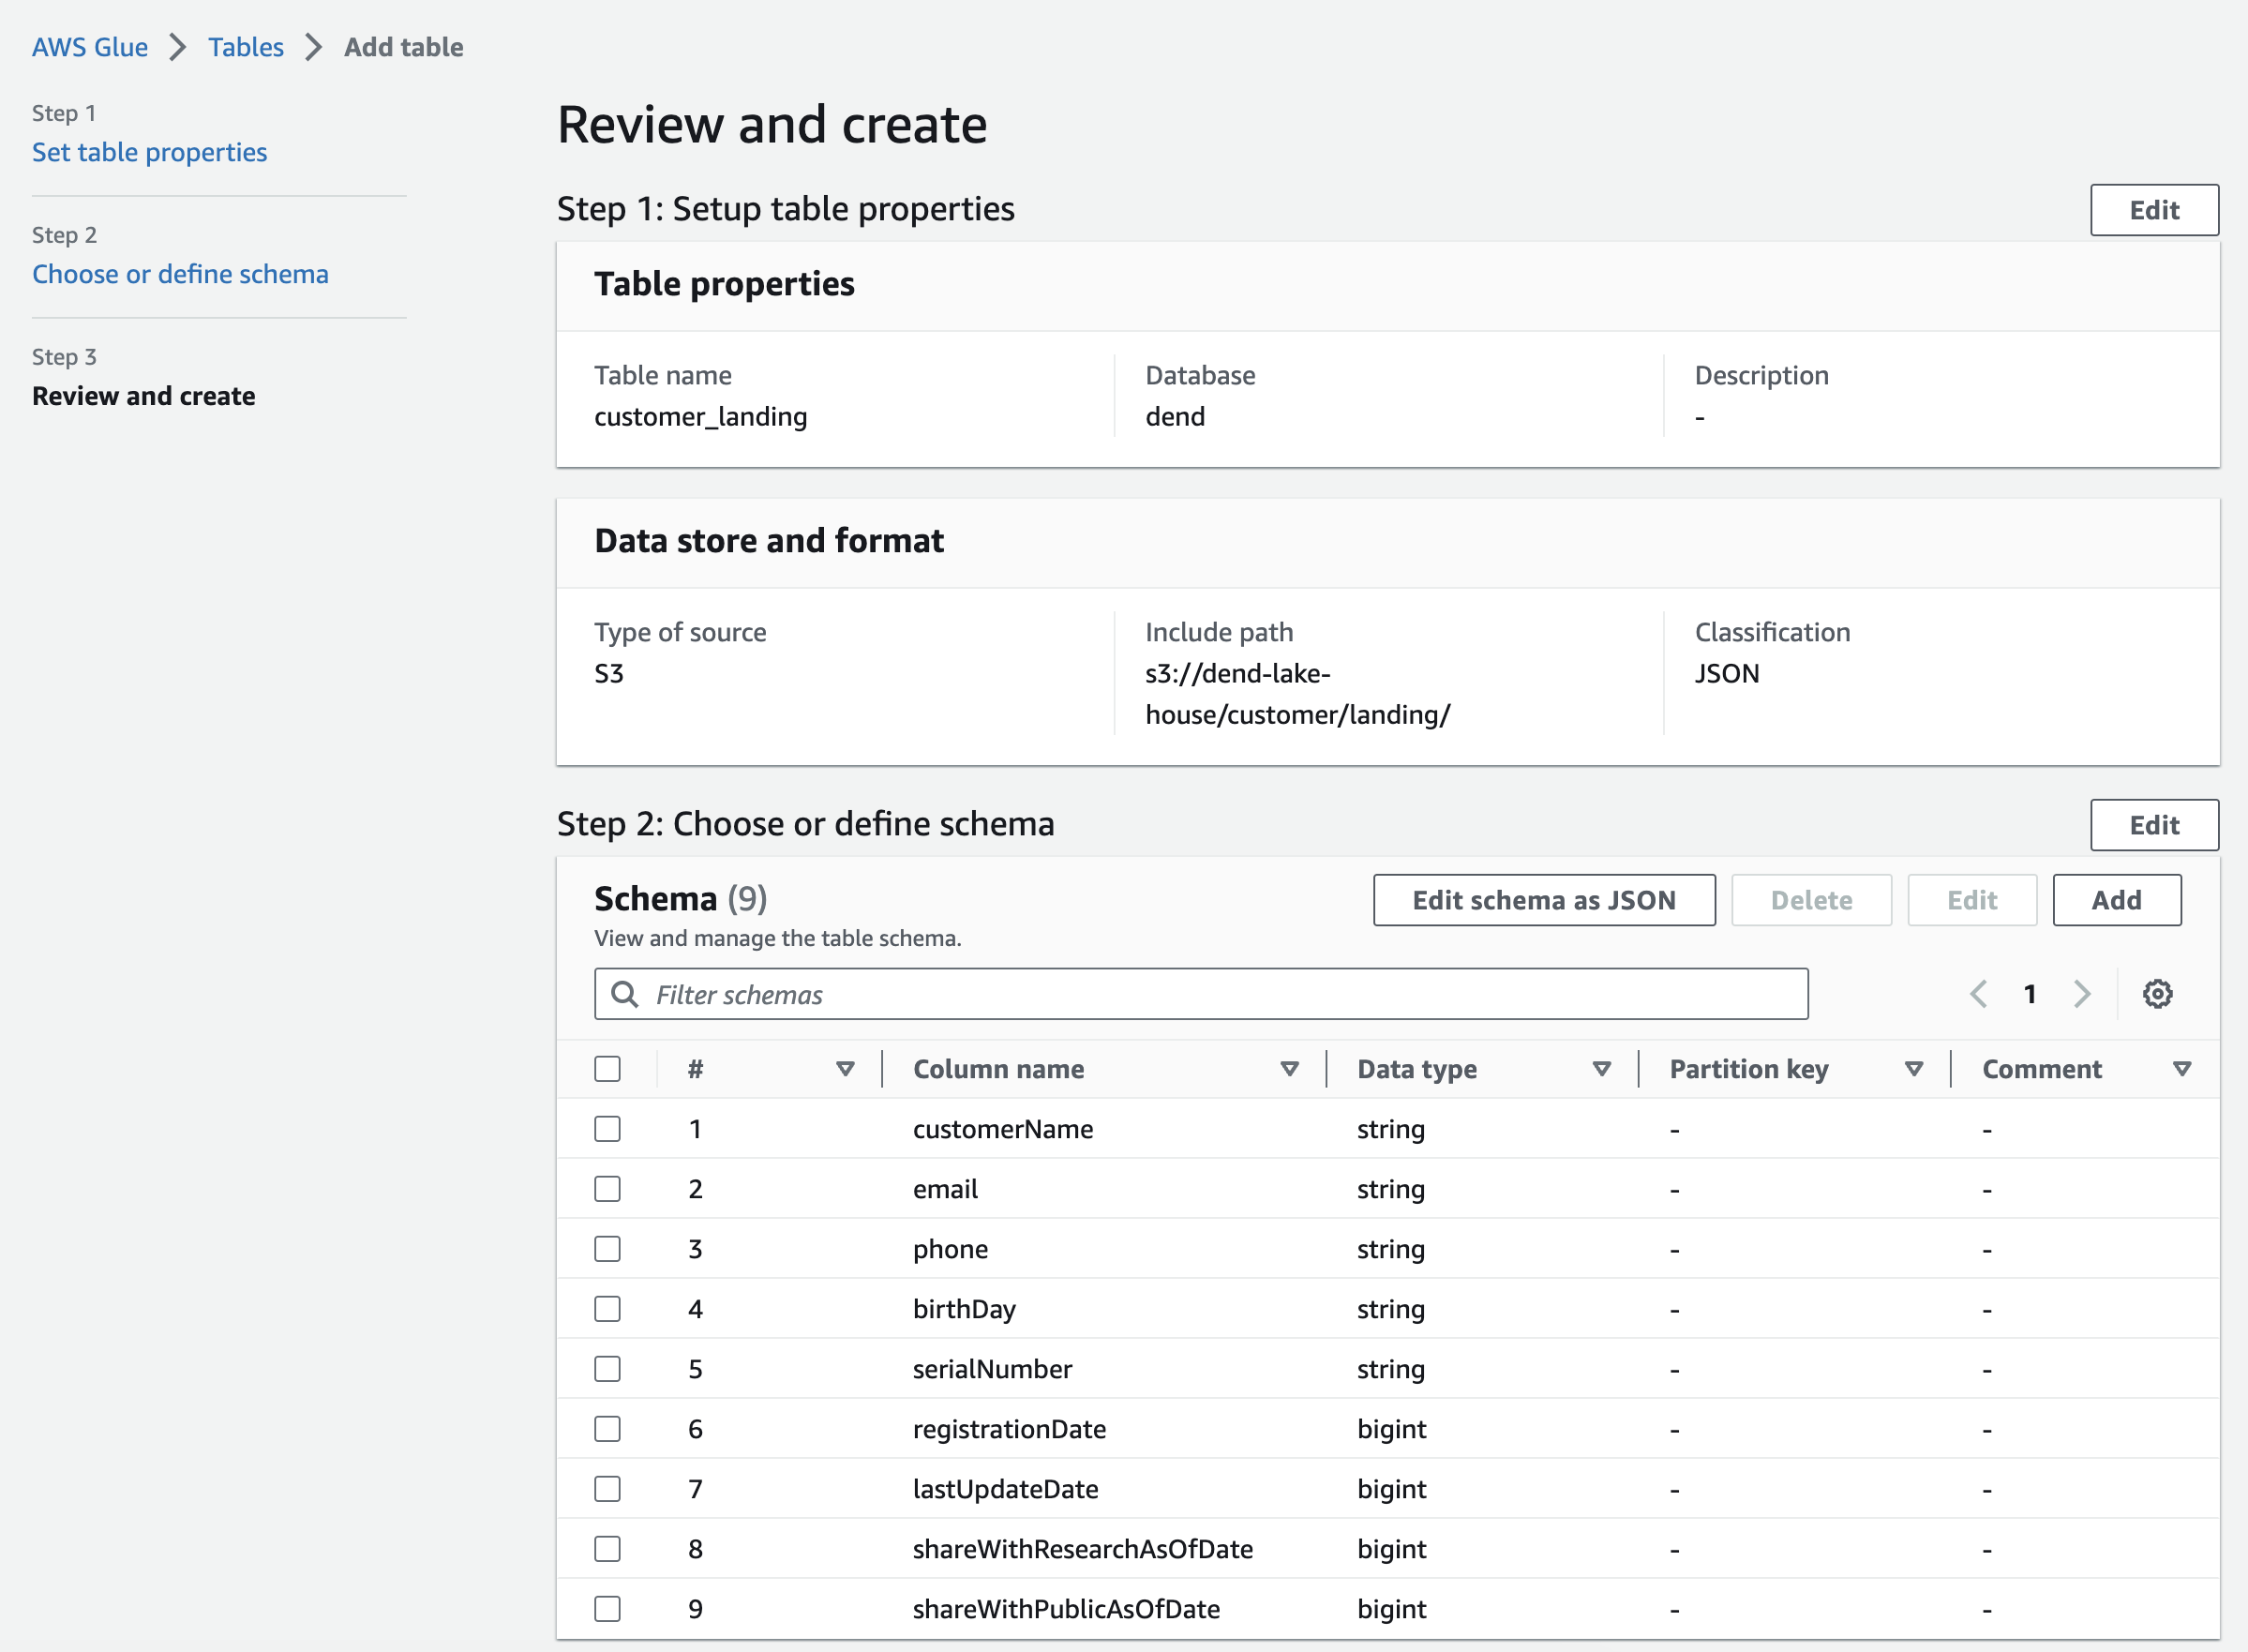 AWS Glue Tables Add table
Step 1
Set table properties
Step 2
Choose or define schema
Step 3
Review and create
Review and create
Step 1: Setup table properties Edit
Table properties
Table name Database Description
customer_landing dend -
Data store and format
Type of source Include path Classification
S3 s3://dend-lake- JSON
house/customer/landing/
Step 2: Choose or define schema Edit
Schema (9) Edit schema as JSON Delete Edit Add
View and manage the table schema.
Filter schemas 1
# Column name Data type Partition key Comment
1 customerName string - -
2 email string - -
3 phone string - -
4 birthDay string - -
5 serialNumber string - -
6 registrationDate bigint - -
7 lastUpdateDate bigint - -
8 shareWithResearchAsOfDate bigint - -
9 shareWithPublicAsOfDate bigint - -